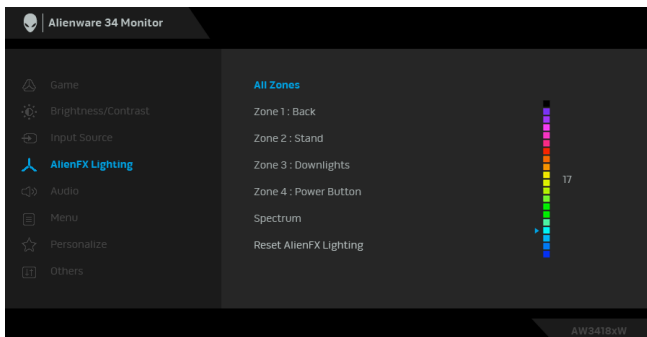 Alienware 34 Monitor
Game
Brightness/Contrast
Input Source
AlienFX Lighting
Audio
Menu
Personalize
Others
All Zones
Zone 1 : Back
Zone 2 : Stand
Zone 3 : Downlights
Zone 4 : Power Button
Spectrum
Reset AlienFX Lighting
17
AW3418xW